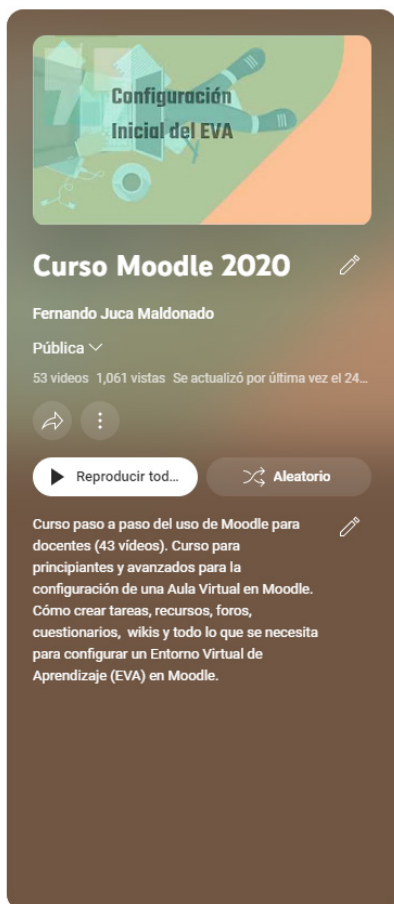 Configuración
Inicial del EVA
Curso Moodle 2020
Fernando Juca Maldonado
Pública
53 videos 1,061 vistas Se actualizó por última vez el 24...
Reproducir tod...
Aleatorio
Curso paso a paso del uso de Moodle para
docentes (43 vídeos). Curso para
principiantes y avanzados para la
configuración de una Aula Virtual en Moodle.
Cómo crear tareas, recursos, foros,
cuestionarios, wikis y todo lo que se necesita
para configurar un Entorno Virtual de
Aprendizaje (EVA) en Moodle.